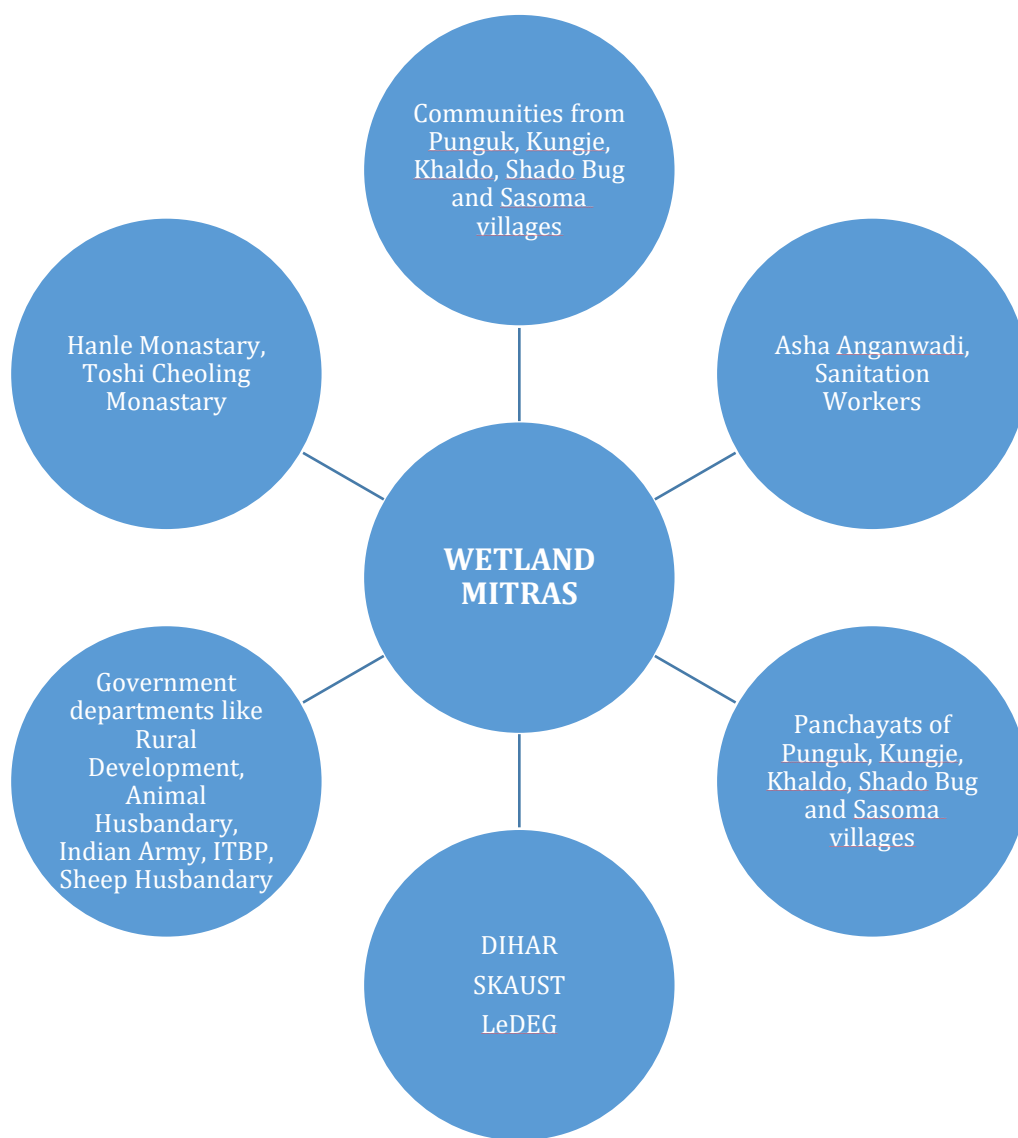 Communities from
Punguk, Kungje,
Khaldo, Shado Bug
and Sasoma
villages
Hanle Monastary,
Toshi Cheoling
Monastary
Asha Anganwadi,
Sanitation
Workers
WETLAND
MITRAS
Government
departments like
Rural
Development,
Animal
Husbandary,
Indian Army, ITBP,
Sheep Husbandary
Panchayats of
Punguk, Kungje,
Khaldo, Shado Bug
and Sasoma
villages
DIHAR
SKAUST
LeDEG